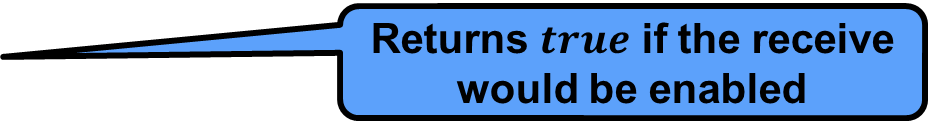 Returns true if the receive
would be enabled